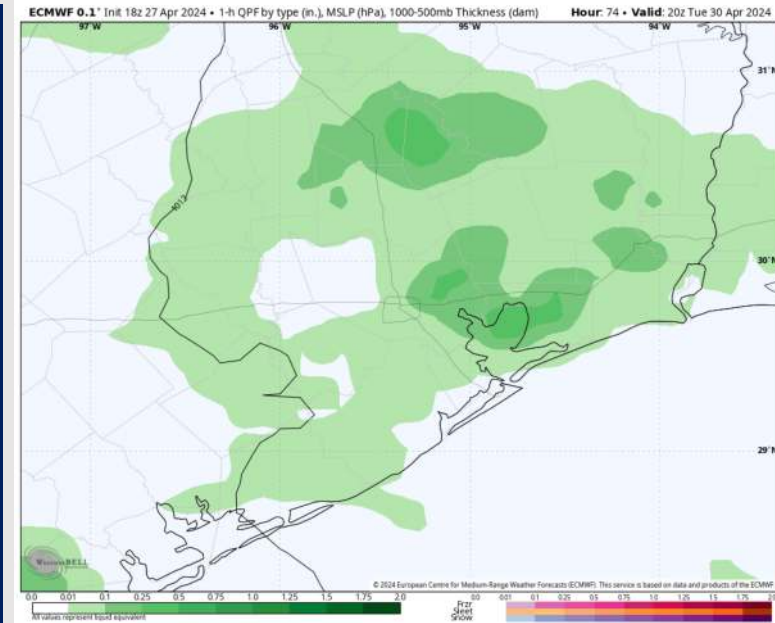 ECMWF 0.1° Init 18z 27 Apr 2024 • 1-h QPF by type (in.), MSLP (hPa), 1000-500mb Thickness (dam) Hour: 74 • Valid: 20z Tue 30 Apr 2024
97°W 96°W 95°W 94°W
31°N
1012
30°N
29°N
WeatherBELL
© 2024 European Centre for Medium-Range Weather Forecasts (ECMWF). This service is based on data and products of the ECMWF
0.0 0.01 0.1 0.25 0.5 0.75 1.0 1.25 1.5 1.75 2.0
0.0 0.01 0.1 0.25 0.5 0.75 1.0 1.25 1.5 1.75 2.0
All values represent liquid equivalent
Frzr
Sleet
Snow